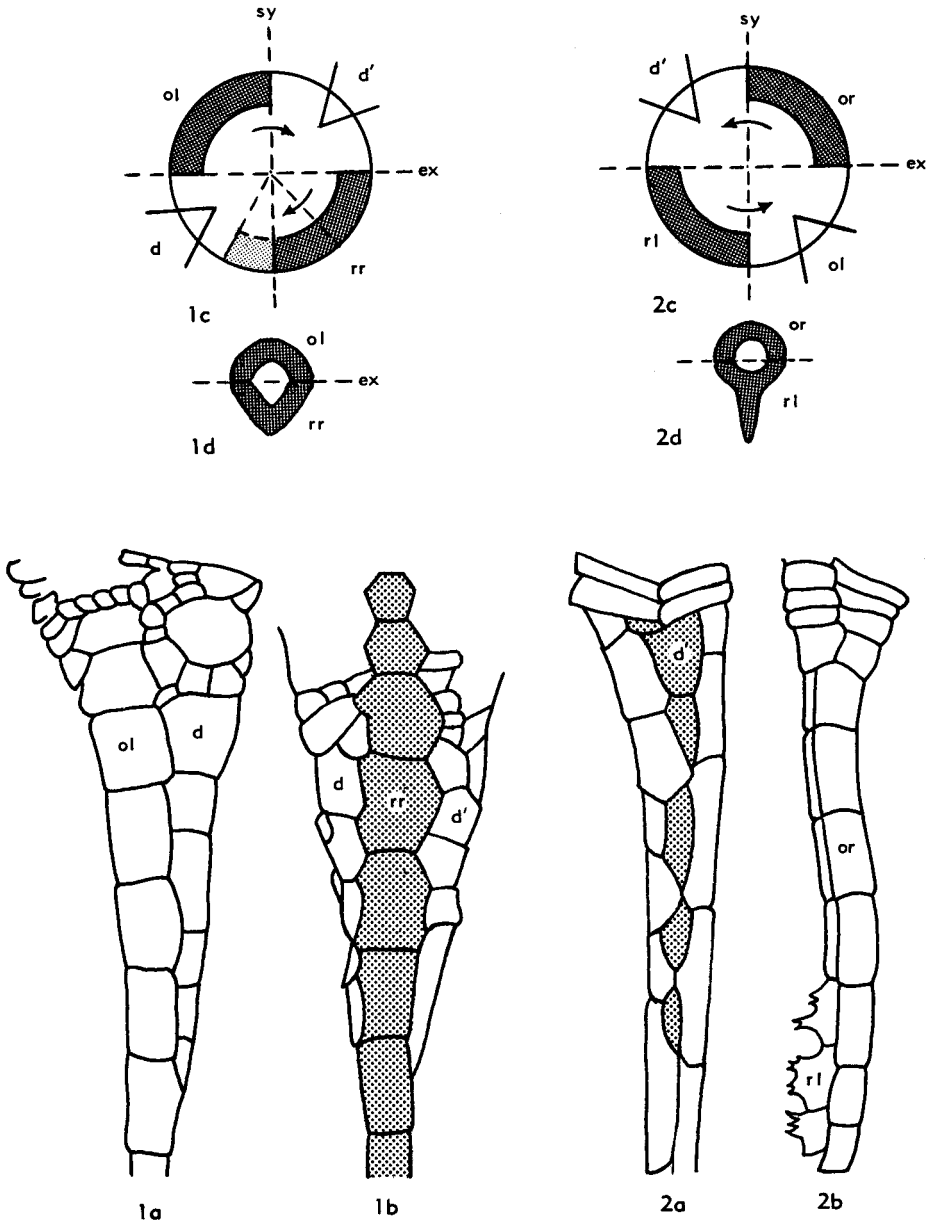 sy
sy
d'
ol
d'
or
ex
ex
d
rr
rl
ol
1c
2c
ol
or
ex
rr
rl
1d
2d
ol
d
d
rr
d'
d
or
rl
1a
1b
2a
2b